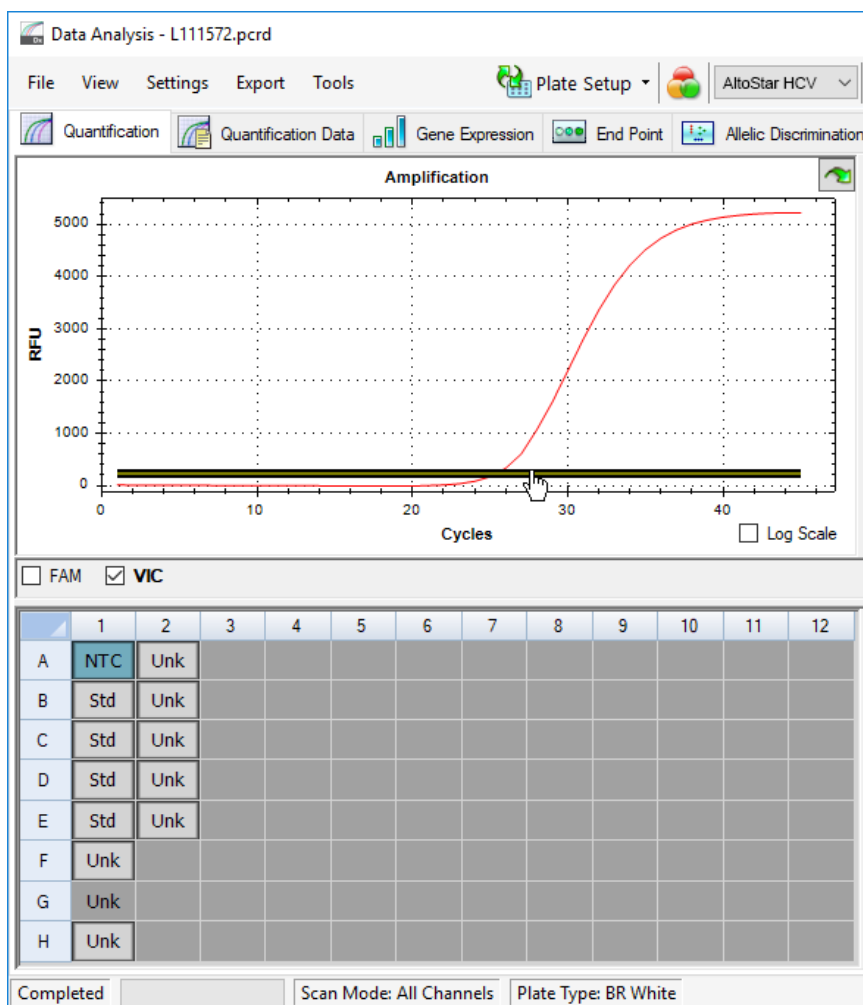 Data Analysis - L111572.pcrd
File View Settings Export Tools Plate Setup AltoStar HCV
Quantification Quantification Data Gene Expression End Point Allelic Discrimination
Amplification
5000
4000
3000
2000
1000
0
RFU
0 10 20 30 40
Cycles
Log Scale
FAM VIC
1 2 3 4 5 6 7 8 9 10 11 12
A NTC Unk
B Std Unk
C Std Unk
D Std Unk
E Std Unk
F Unk
G Unk
H Unk
Completed Scan Mode: All Channels Plate Type: BR White